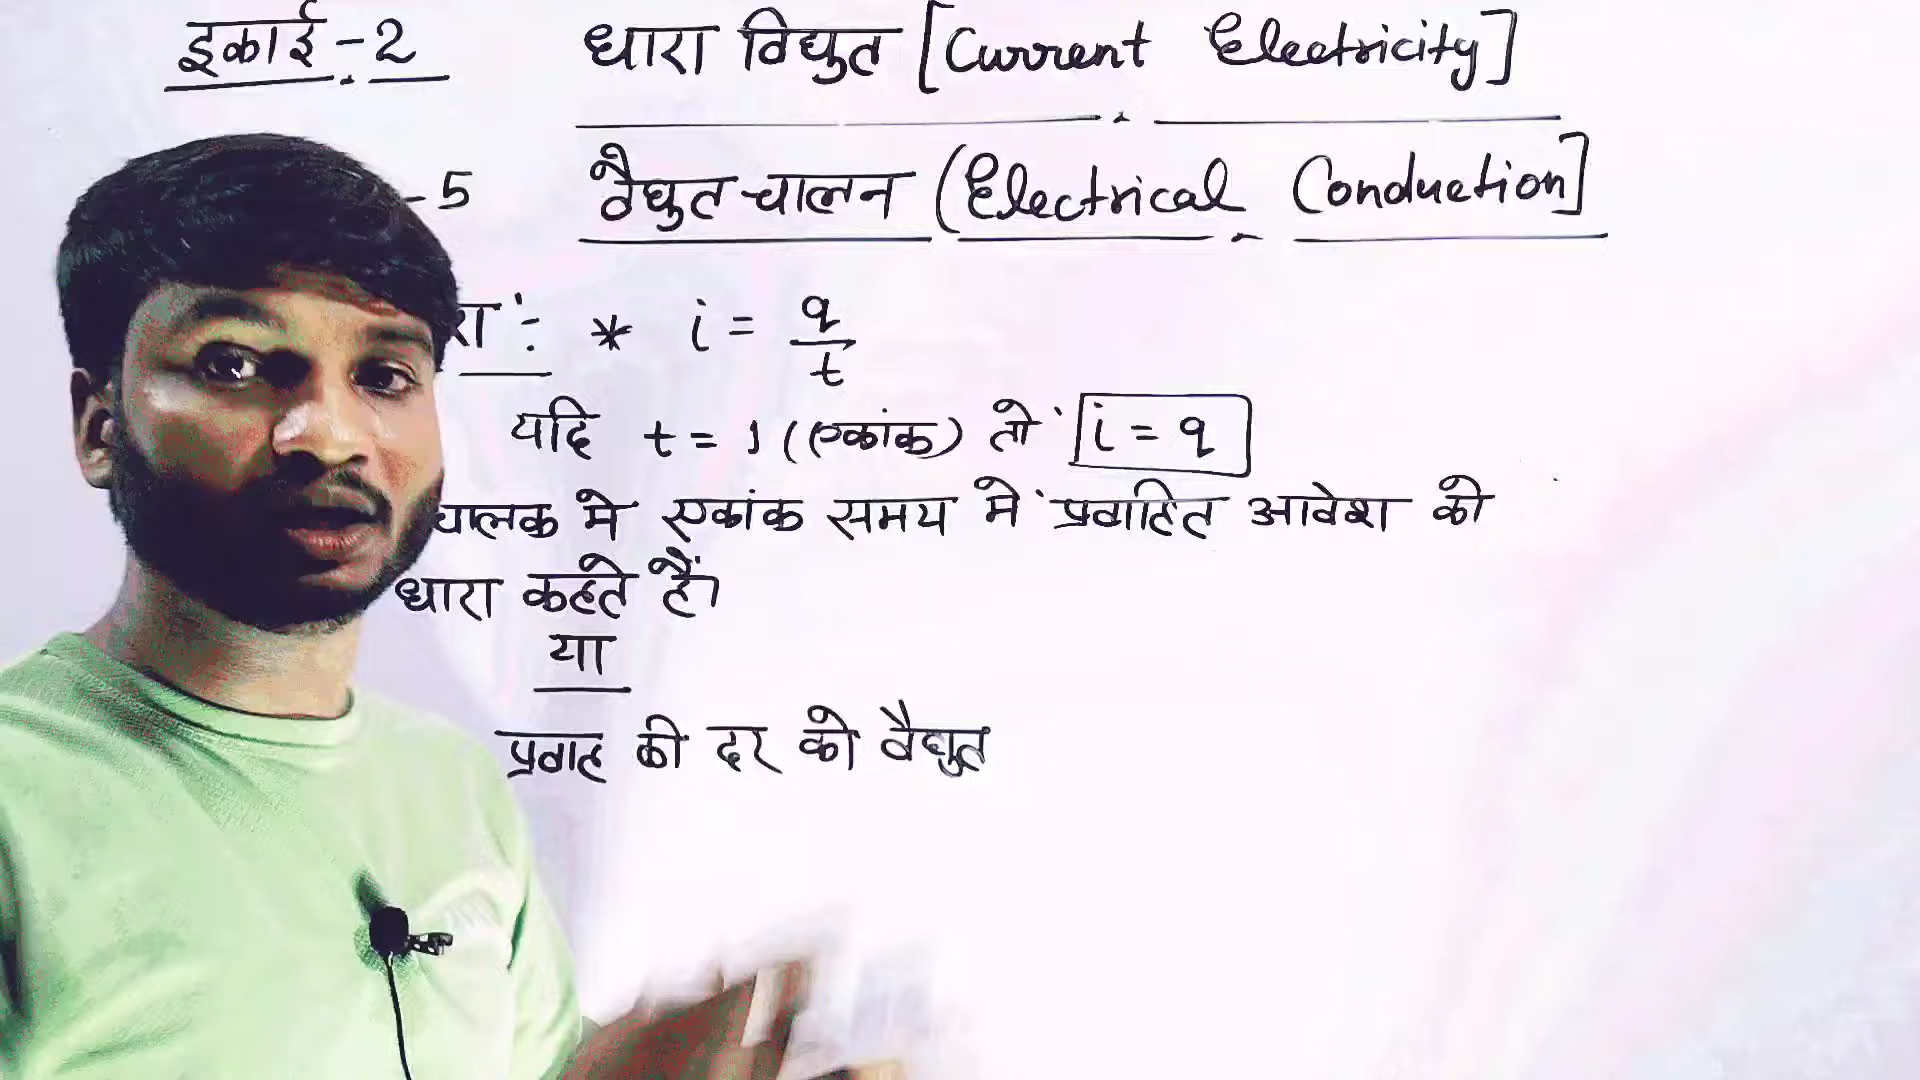 इकाई-2 धारा विद्युत [Current Electricity]
-5 वैद्युत चालन (Electrical Conduction]
रा :- * i = q/t
यदि t = 1 (एकांक) तो i = q
चालक मे एकांक समय में प्रवाहित आवेश को
धारा कहते हैं।
या
प्रवाह की दर को वैद्युत